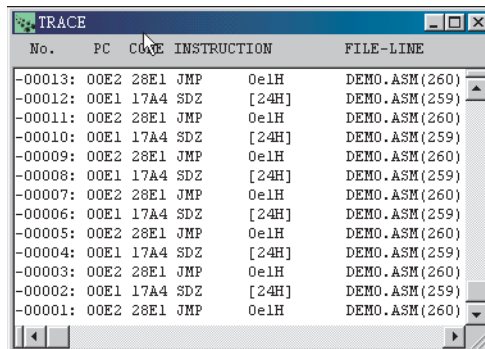 TRACE
No. PC CODE INSTRUCTION FILE-LINE
-00013: 00E2 28E1 JMP 0e1H DEMO.ASM(260)
-00012: 00E1 17A4 SDZ [24H] DEMO.ASM(259)
-00011: 00E2 28E1 JMP 0e1H DEMO.ASM(260)
-00010: 00E1 17A4 SDZ [24H] DEMO.ASM(259)
-00009: 00E2 28E1 JMP 0e1H DEMO.ASM(260)
-00008: 00E1 17A4 SDZ [24H] DEMO.ASM(259)
-00007: 00E2 28E1 JMP 0e1H DEMO.ASM(260)
-00006: 00E1 17A4 SDZ [24H] DEMO.ASM(259)
-00005: 00E2 28E1 JMP 0e1H DEMO.ASM(260)
-00004: 00E1 17A4 SDZ [24H] DEMO.ASM(259)
-00003: 00E2 28E1 JMP 0e1H DEMO.ASM(260)
-00002: 00E1 17A4 SDZ [24H] DEMO.ASM(259)
-00001: 00E2 28E1 JMP 0e1H DEMO.ASM(260)